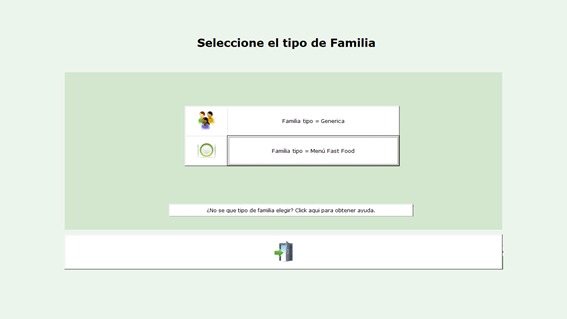 Seleccione el tipo de Familia
Familia tipo = Generica
Familia tipo = Menú Fast Food
¿No se que tipo de familia elegir? Click aqui para obtener ayuda.